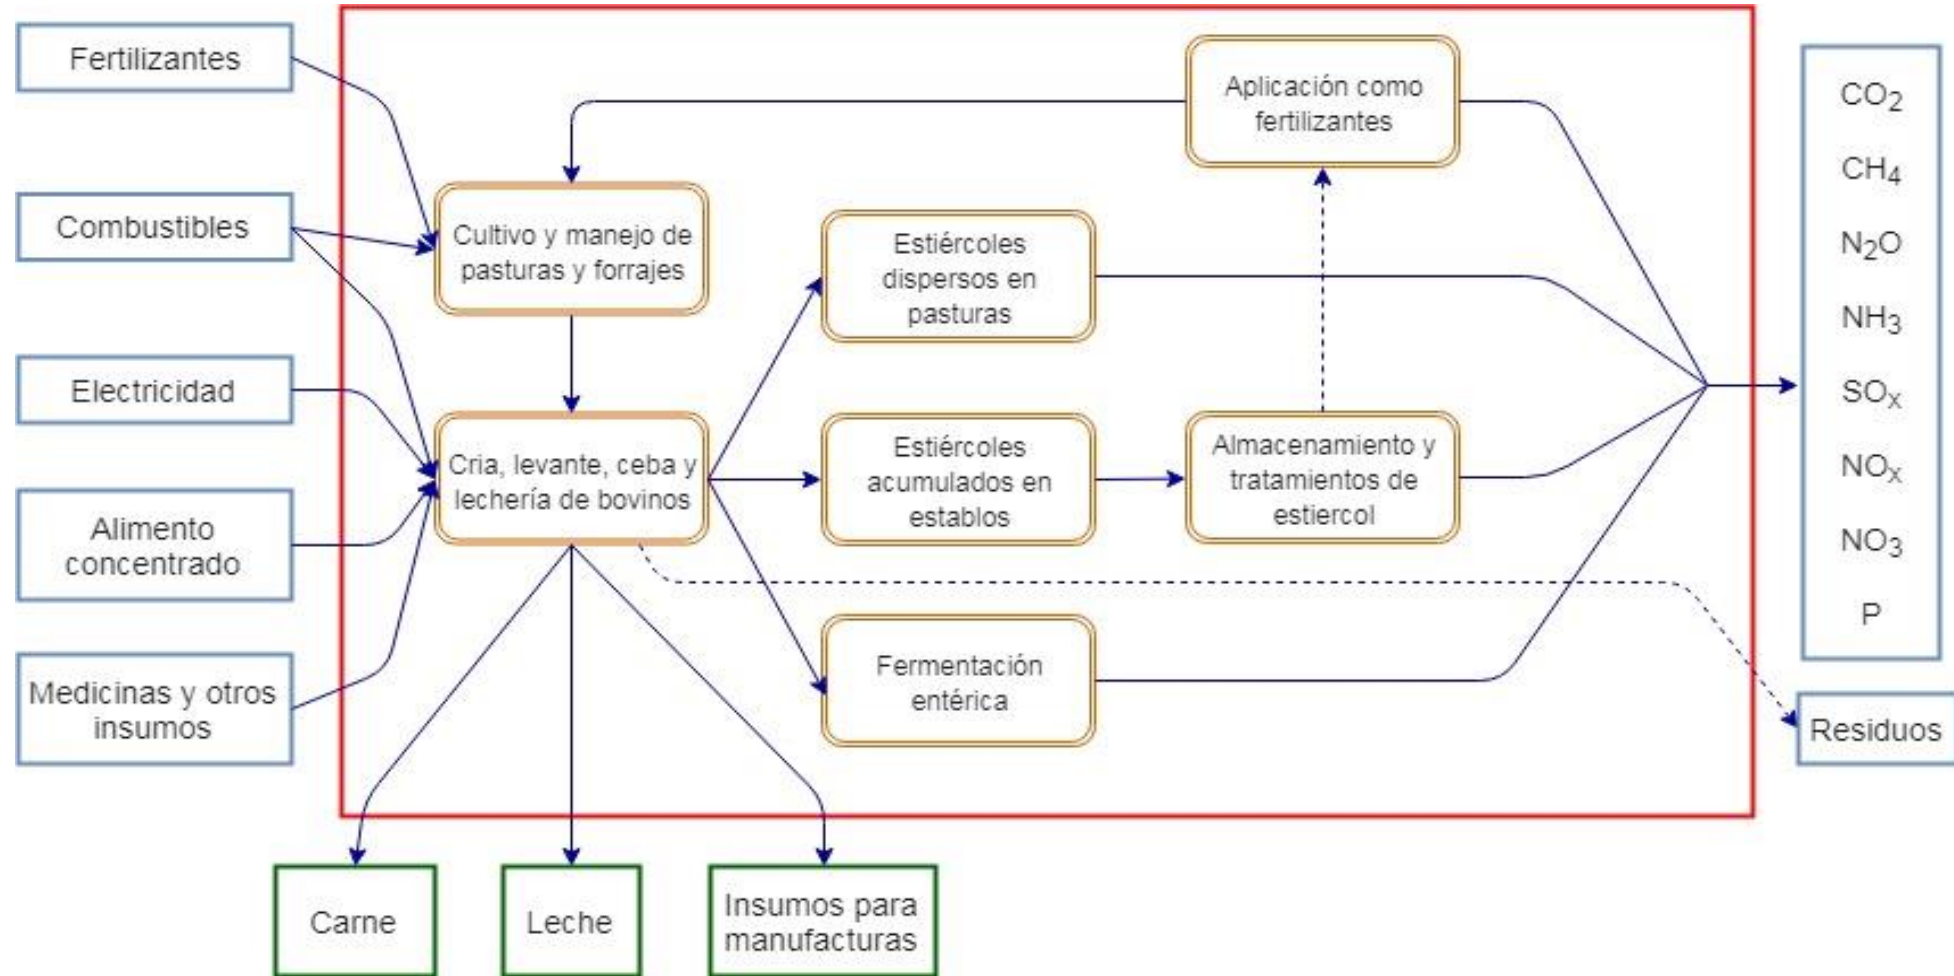 Fertilizantes
Combustibles
Electricidad
Alimento
concentrado
Medicinas y otros
insumos
Aplicación como
fertilizantes
Cultivo y manejo de
pasturas y forrajes
Estiércoles
dispersos en
pasturas
Cria, levante, ceba y
lechería de bovinos
Estiércoles
acumulados en
establos
Almacenamiento y
tratamientos de
estiercol
Fermentación
entérica
CO2
CH4
N2O
NH3
SOX
NOX
NO3
P
Residuos
Carne
Leche
Insumos para
manufacturas